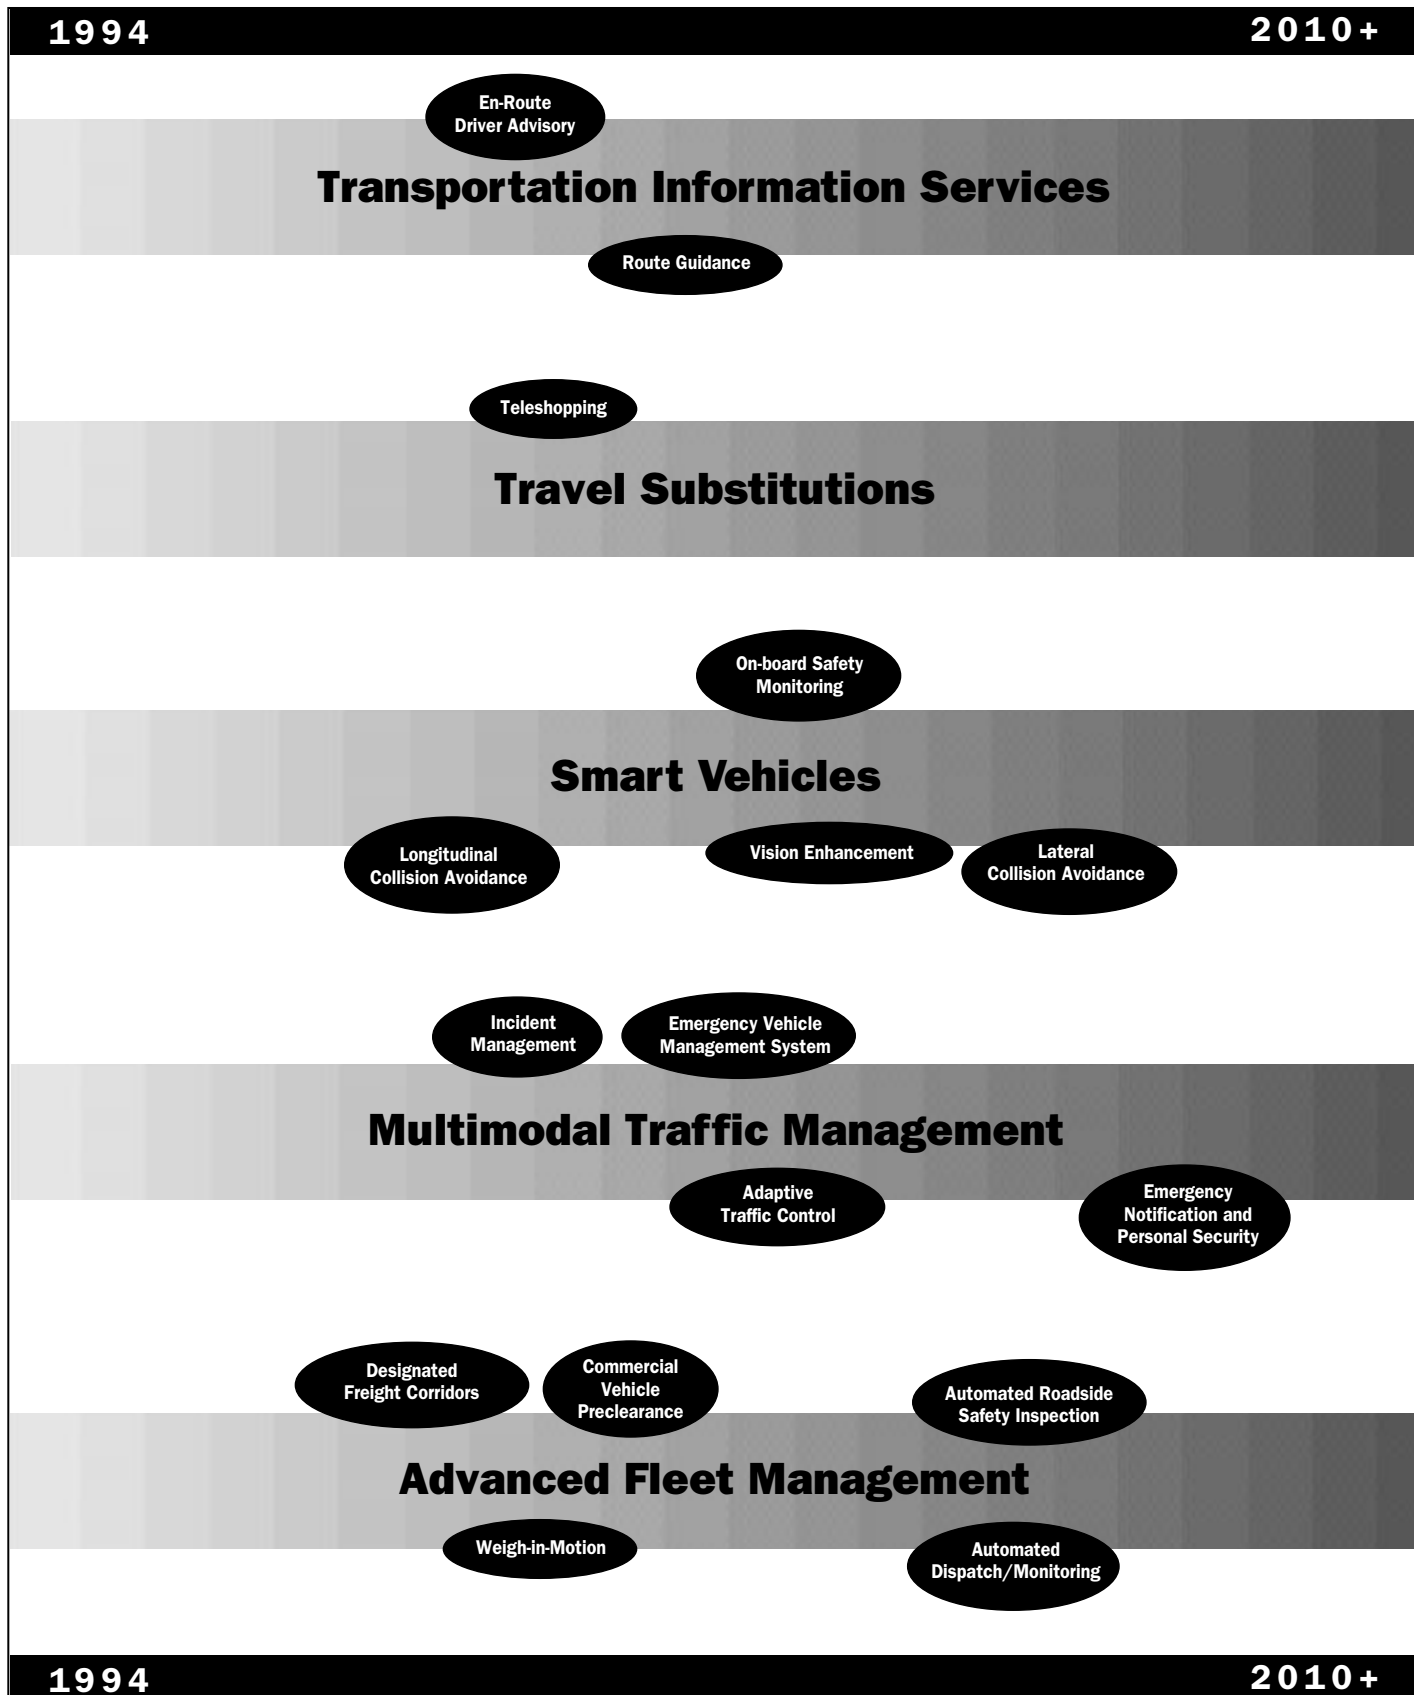 1994 2010+
En-Route
Driver Advisory
Transportation Information Services
Route Guidance
Teleshopping
Travel Substitutions
On-board Safety
Monitoring
Smart Vehicles
Longitudinal
Collision Avoidance
Vision Enhancement
Lateral
Collision Avoidance
Incident
Management
Emergency Vehicle
Management System
Multimodal Traffic Management
Adaptive
Traffic Control
Emergency
Notification and
Personal Security
Designated
Freight Corridors
Commercial
Vehicle
Preclearance
Automated Roadside
Safety Inspection
Advanced Fleet Management
Weigh-in-Motion
Automated
Dispatch/Monitoring
1994 2010+